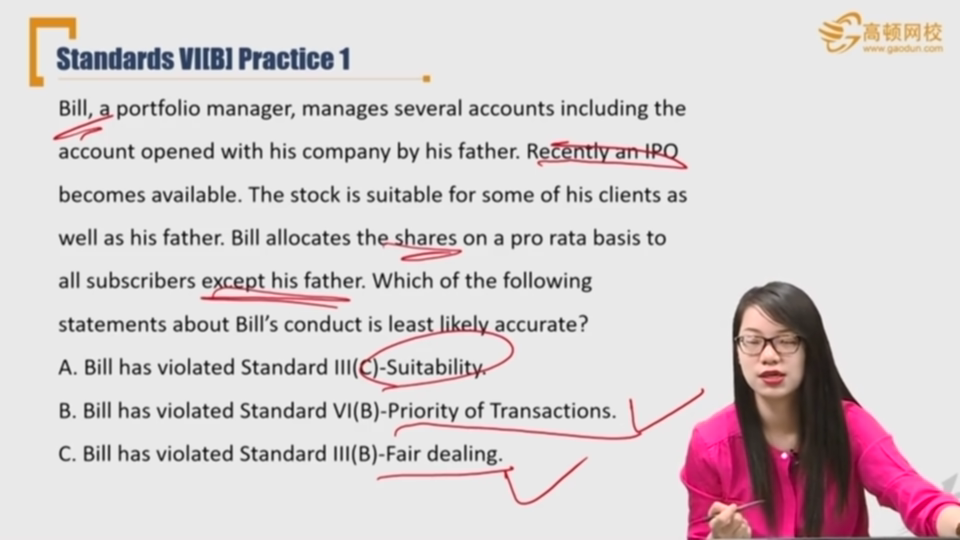 高顿网校
www.gaodun.com
Standards VI[B] Practice 1
Bill, a portfolio manager, manages several accounts including the
account opened with his company by his father. Recently an IPO
becomes available. The stock is suitable for some of his clients as
well as his father. Bill allocates the shares on a pro rata basis to
all subscribers except his father. Which of the following
statements about Bill's conduct is least likely accurate?
A. Bill has violated Standard III(C)-Suitability.
B. Bill has violated Standard VI(B)-Priority of Transactions.
C. Bill has violated Standard III(B)-Fair dealing.